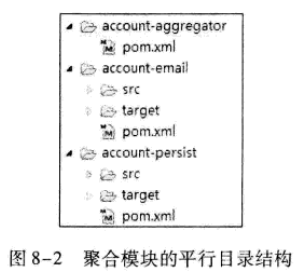 account-aggregator
pom.xml
account-email
src
target
pom.xml
account-persist
src
target
pom.xml
图 8-2 聚合模块的平行目录结构